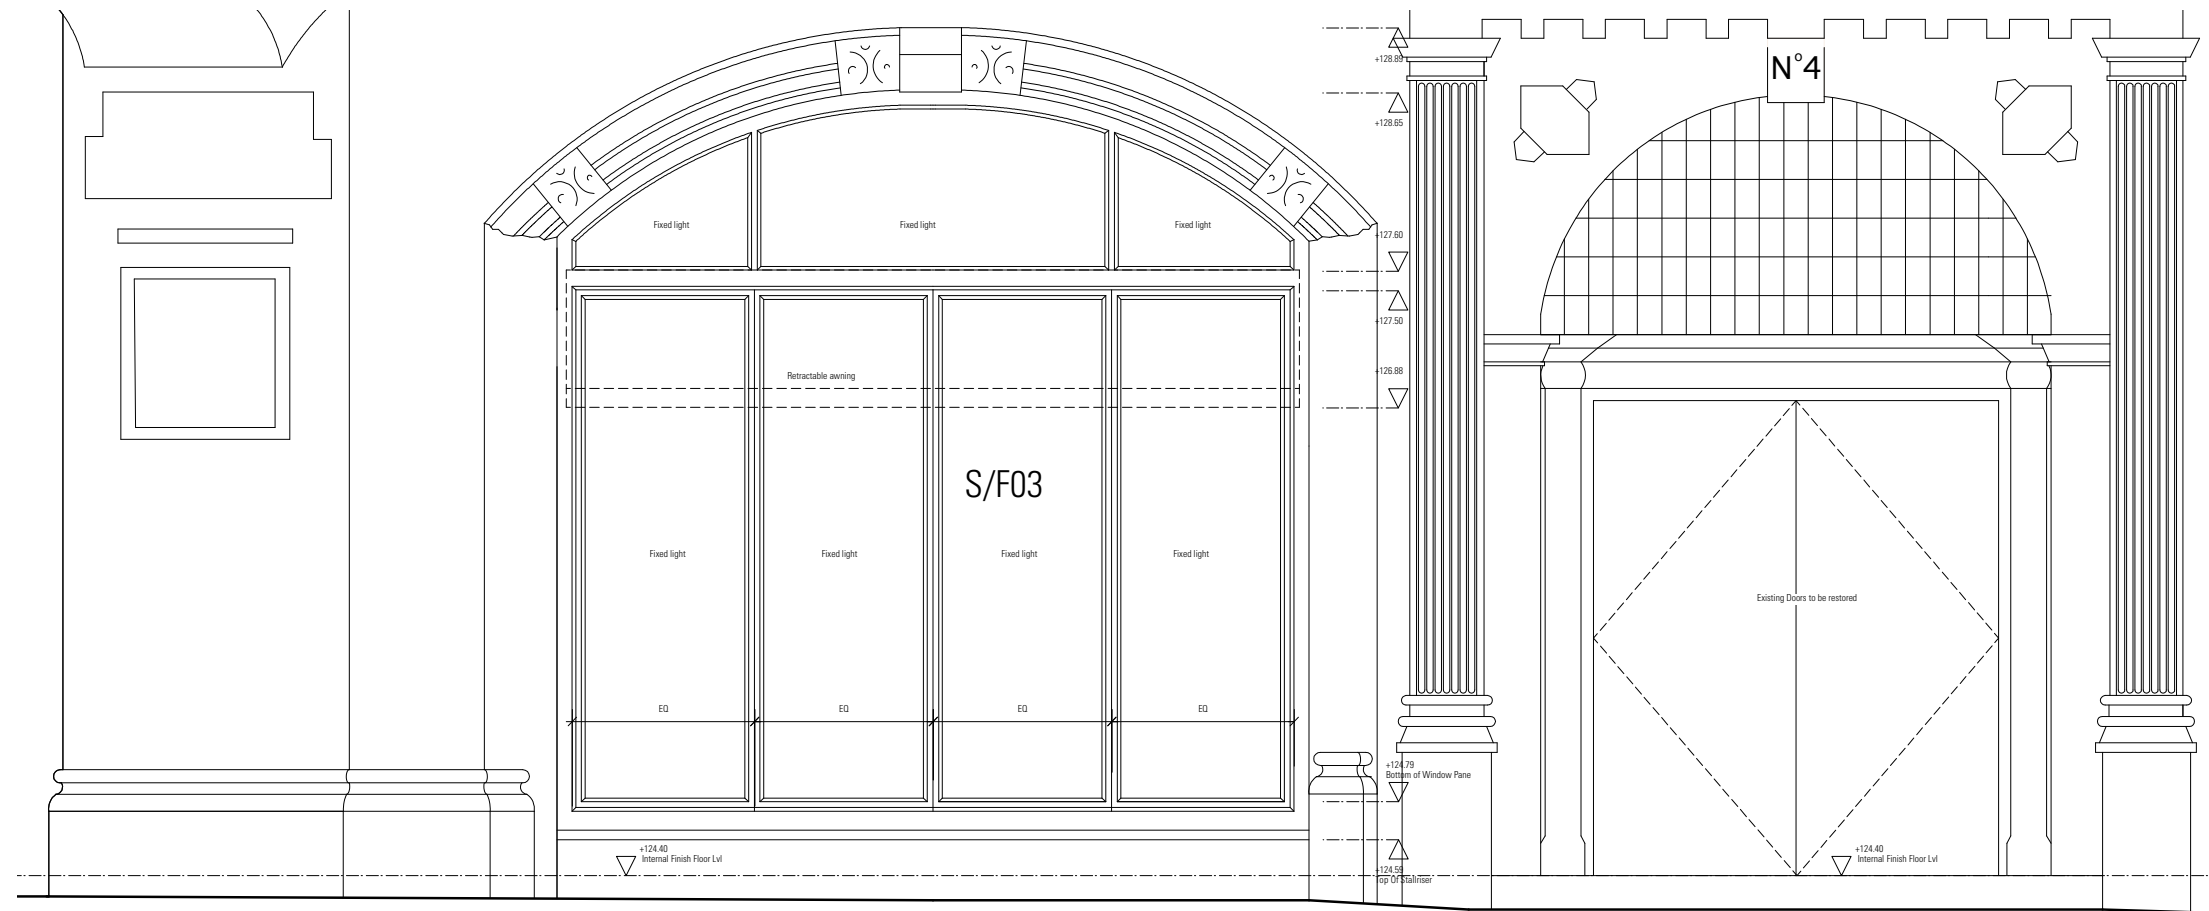 +128.89
N°4
+128.65
Fixed light
Fixed light
Fixed light
+127.60
+127.50
Retractable awning
+126.88
S/F03
Fixed light
Fixed light
Fixed light
Fixed light
Existing Doors to be restored
EQ
EQ
EQ
EQ
+124.79
Bottom of Window Pane
+124.40
Internal Finish Floor Lvl
+124.59
Top Of Stallriser
+124.40
Internal Finish Floor Lvl